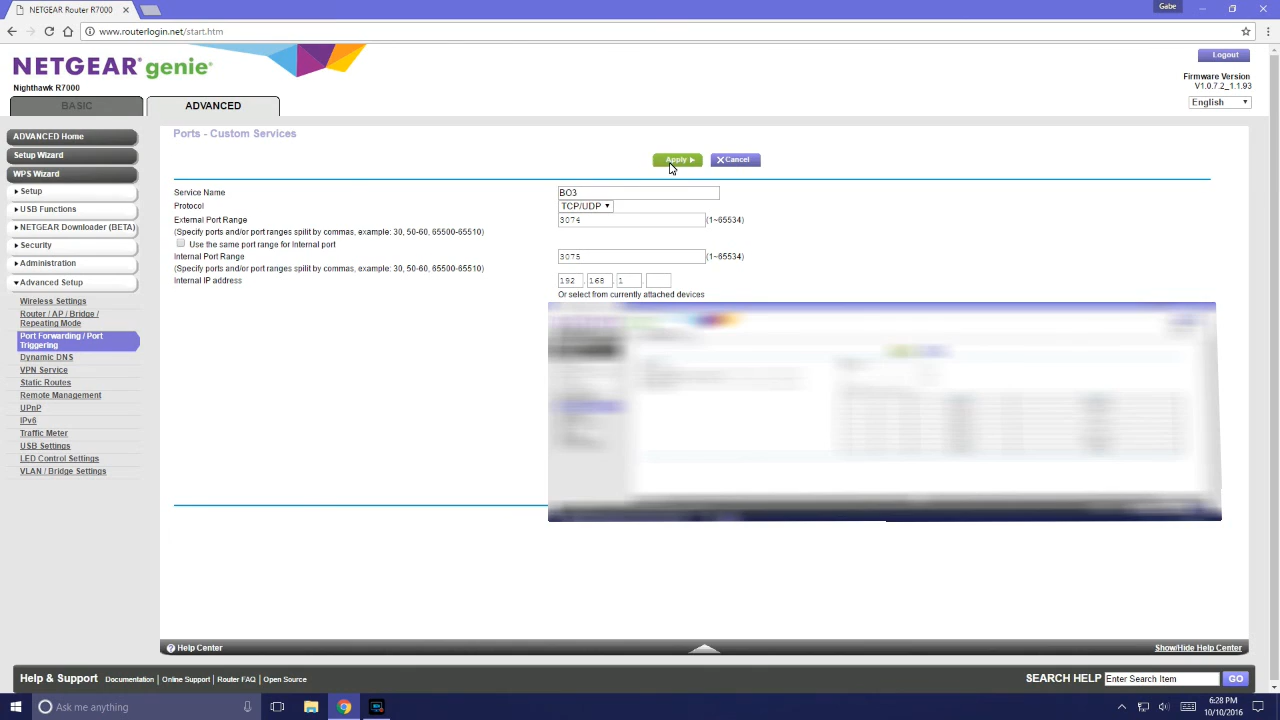 NETGEAR Router R7000
Gabe
www.routerlogin.net/start.htm
NETGEAR genie
Logout
Nighthawk R7000
Firmware Version
V1.0.7.2_1.1.93
BASIC
ADVANCED
English
ADVANCED Home
Setup Wizard
WPS Wizard
Setup
USB Functions
NETGEAR Downloader (BETA)
Security
Administration
Advanced Setup
Wireless Settings
Router / AP / Bridge /
Repeating Mode
Port Forwarding / Port
Triggering
Dynamic DNS
VPN Service
Static Routes
Remote Management
UPnP
IPv6
Traffic Meter
USB Settings
LED Control Settings
VLAN / Bridge Settings
Ports - Custom Services
Apply
Cancel
Service Name
BO3
Protocol
TCP/UDP
External Port Range
3074
(1~65534)
(Specify ports and/or port ranges spilit by commas, example: 30, 50-60, 65500-65510)
Use the same port range for Internal port
Internal Port Range
3075
(1~65534)
(Specify ports and/or port ranges spilit by commas, example: 30, 50-60, 65500-65510)
Internal IP address
192 . 168 . 1
Or select from currently attached devices
Help Center
Show/Hide Help Center
Help & Support
Documentation | Online Support | Router FAQ | Open Source
SEARCH HELP
Enter Search Item
GO
Ask me anything
6:28 PM
10/10/2016